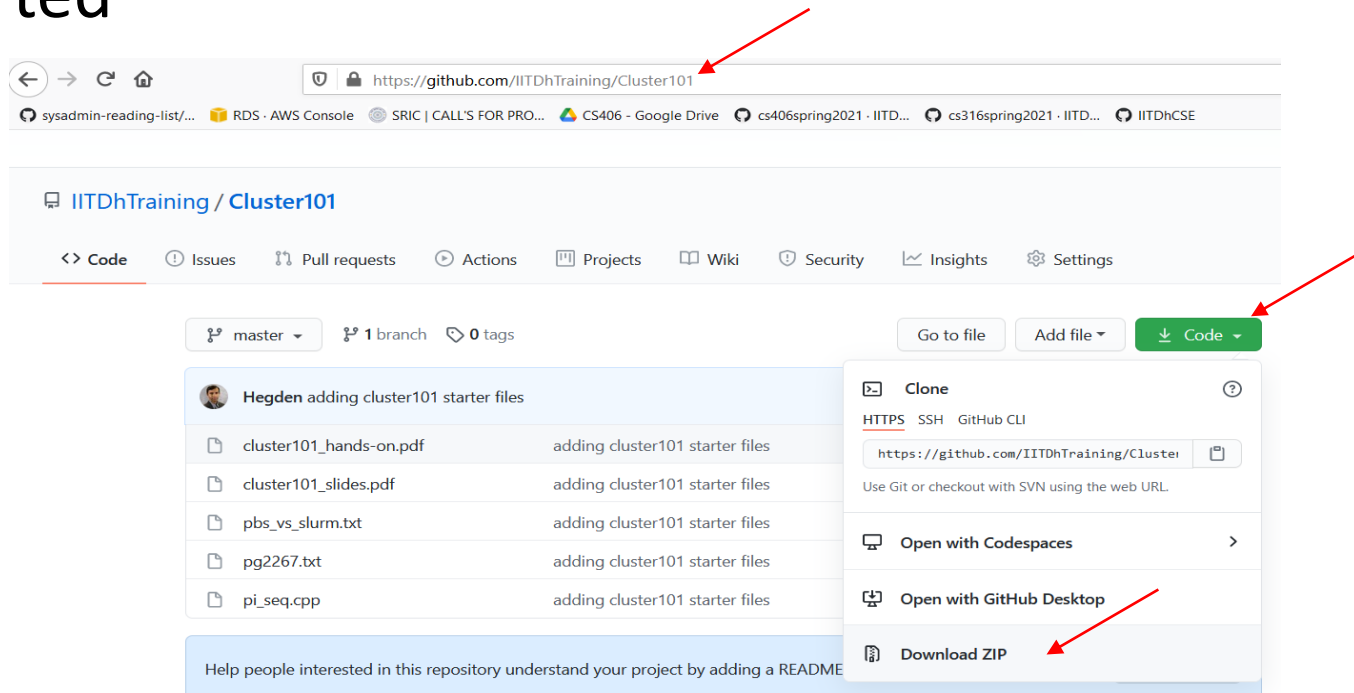 ted
https://github.com/IITDhTraining/Cluster101
sysadmin-reading-list/... RDS · AWS Console SRIC | CALL'S FOR PRO... CS406 - Google Drive cs406spring2021 · IITD... cs316spring2021 · IITD... IITDhCSE
IITDhTraining / Cluster101
<> Code Issues Pull requests Actions Projects Wiki Security Insights Settings
master 1 branch 0 tags Go to file Add file Code
Hegden adding cluster101 starter files
cluster101_hands-on.pdf adding cluster101 starter files
cluster101_slides.pdf adding cluster101 starter files
pbs_vs_slurm.txt adding cluster101 starter files
pg2267.txt adding cluster101 starter files
pi_seq.cpp adding cluster101 starter files
Help people interested in this repository understand your project by adding a README
Clone
HTTPS SSH GitHub CLI
https://github.com/IITDhTraining/Cluster
Use Git or checkout with SVN using the web URL.
Open with Codespaces
Open with GitHub Desktop
Download ZIP